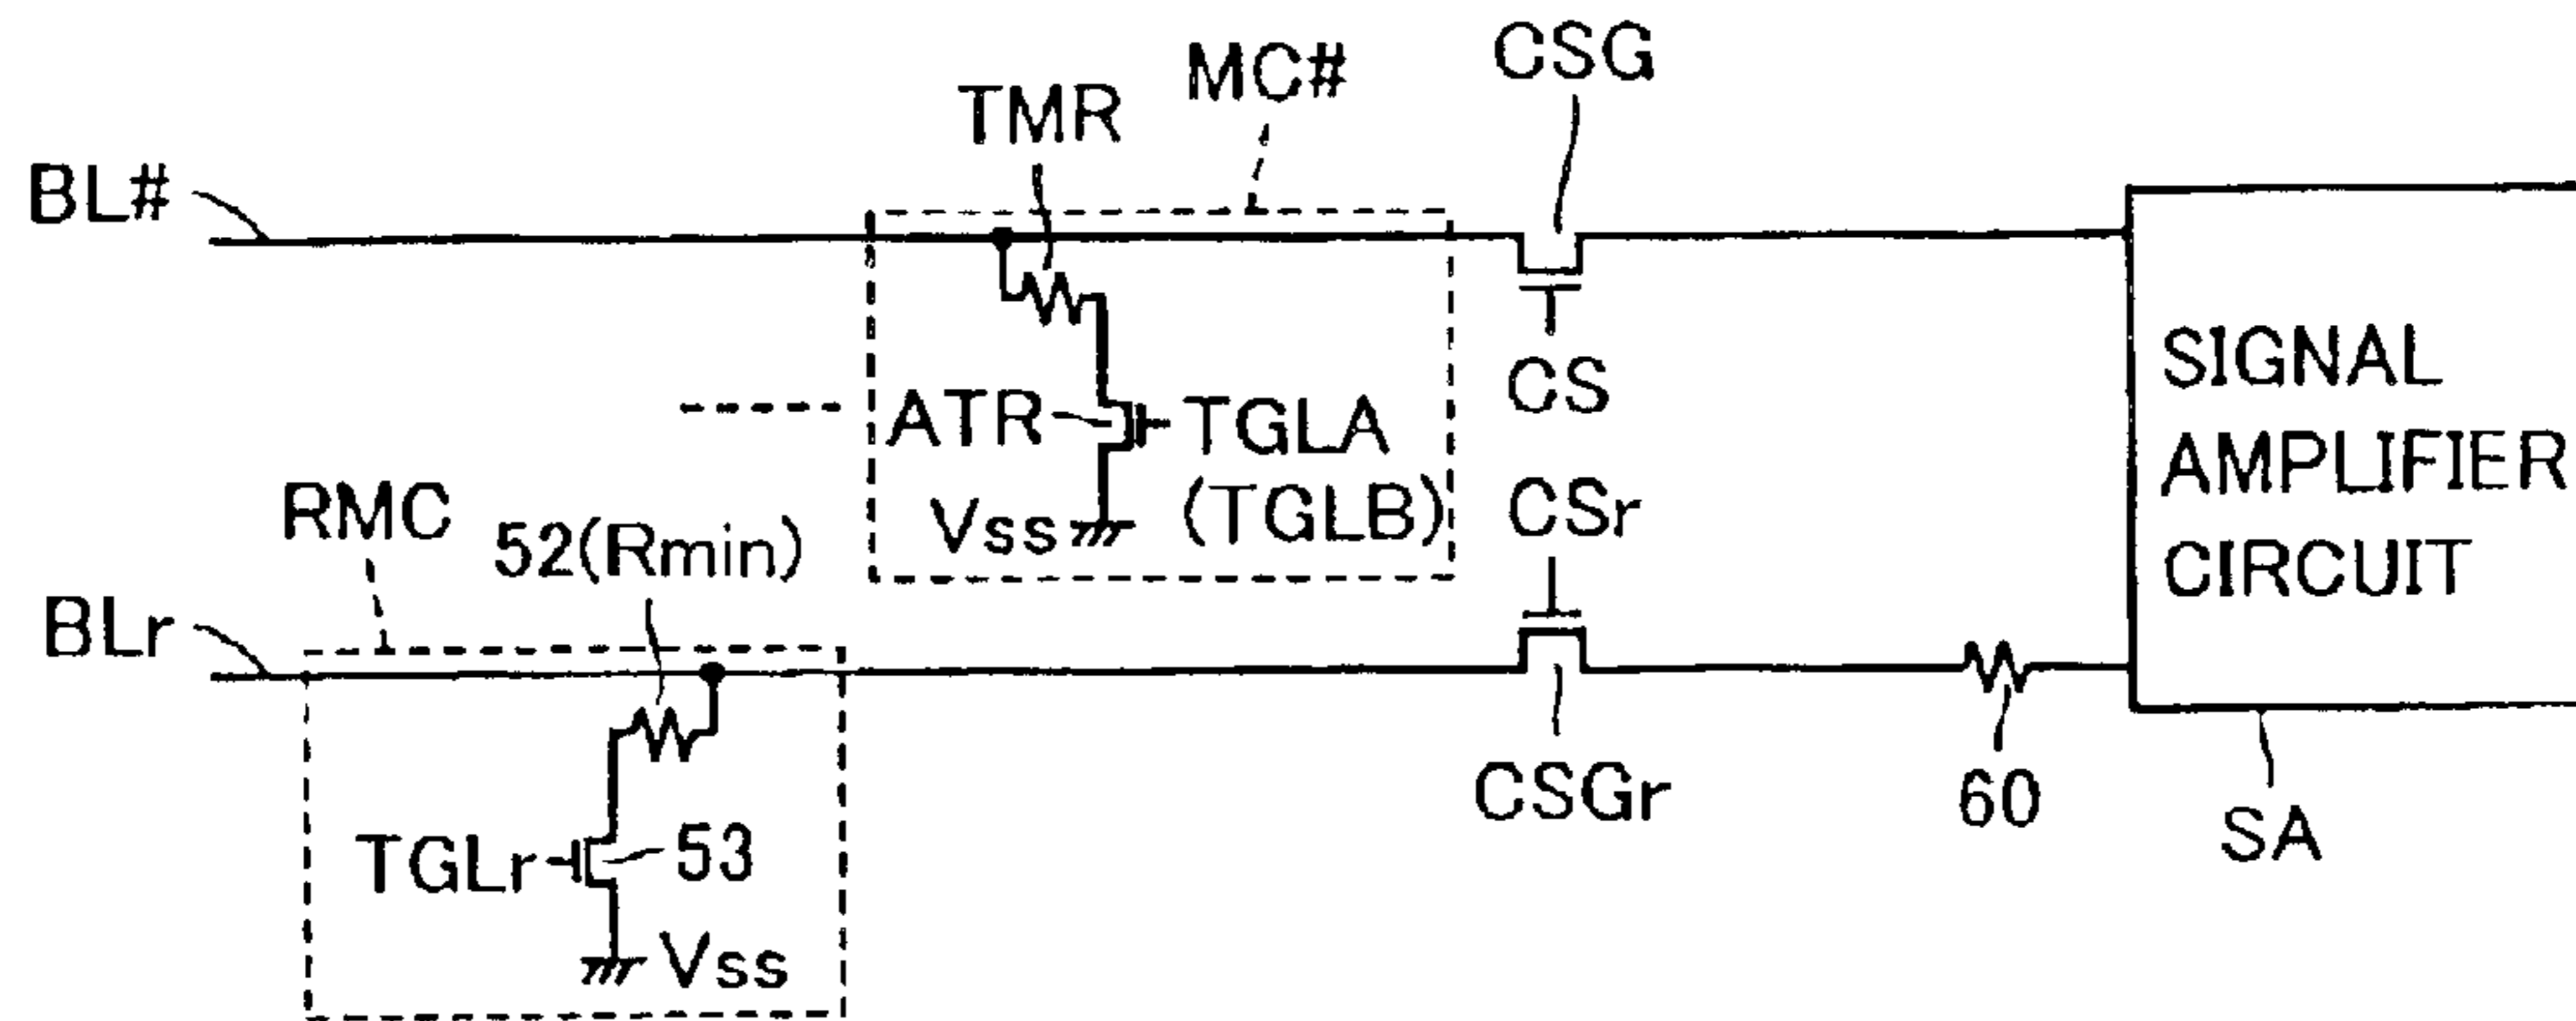 MC#
CSG
TMR
BL#
SIGNAL
AMPLIFIER
CIRCUIT
CS
ATR
TGLA
(TGLB)
Vss
CSr
RMC
52(Rmin)
BLr
CSGr
60
SA
TGLr
53
Vss